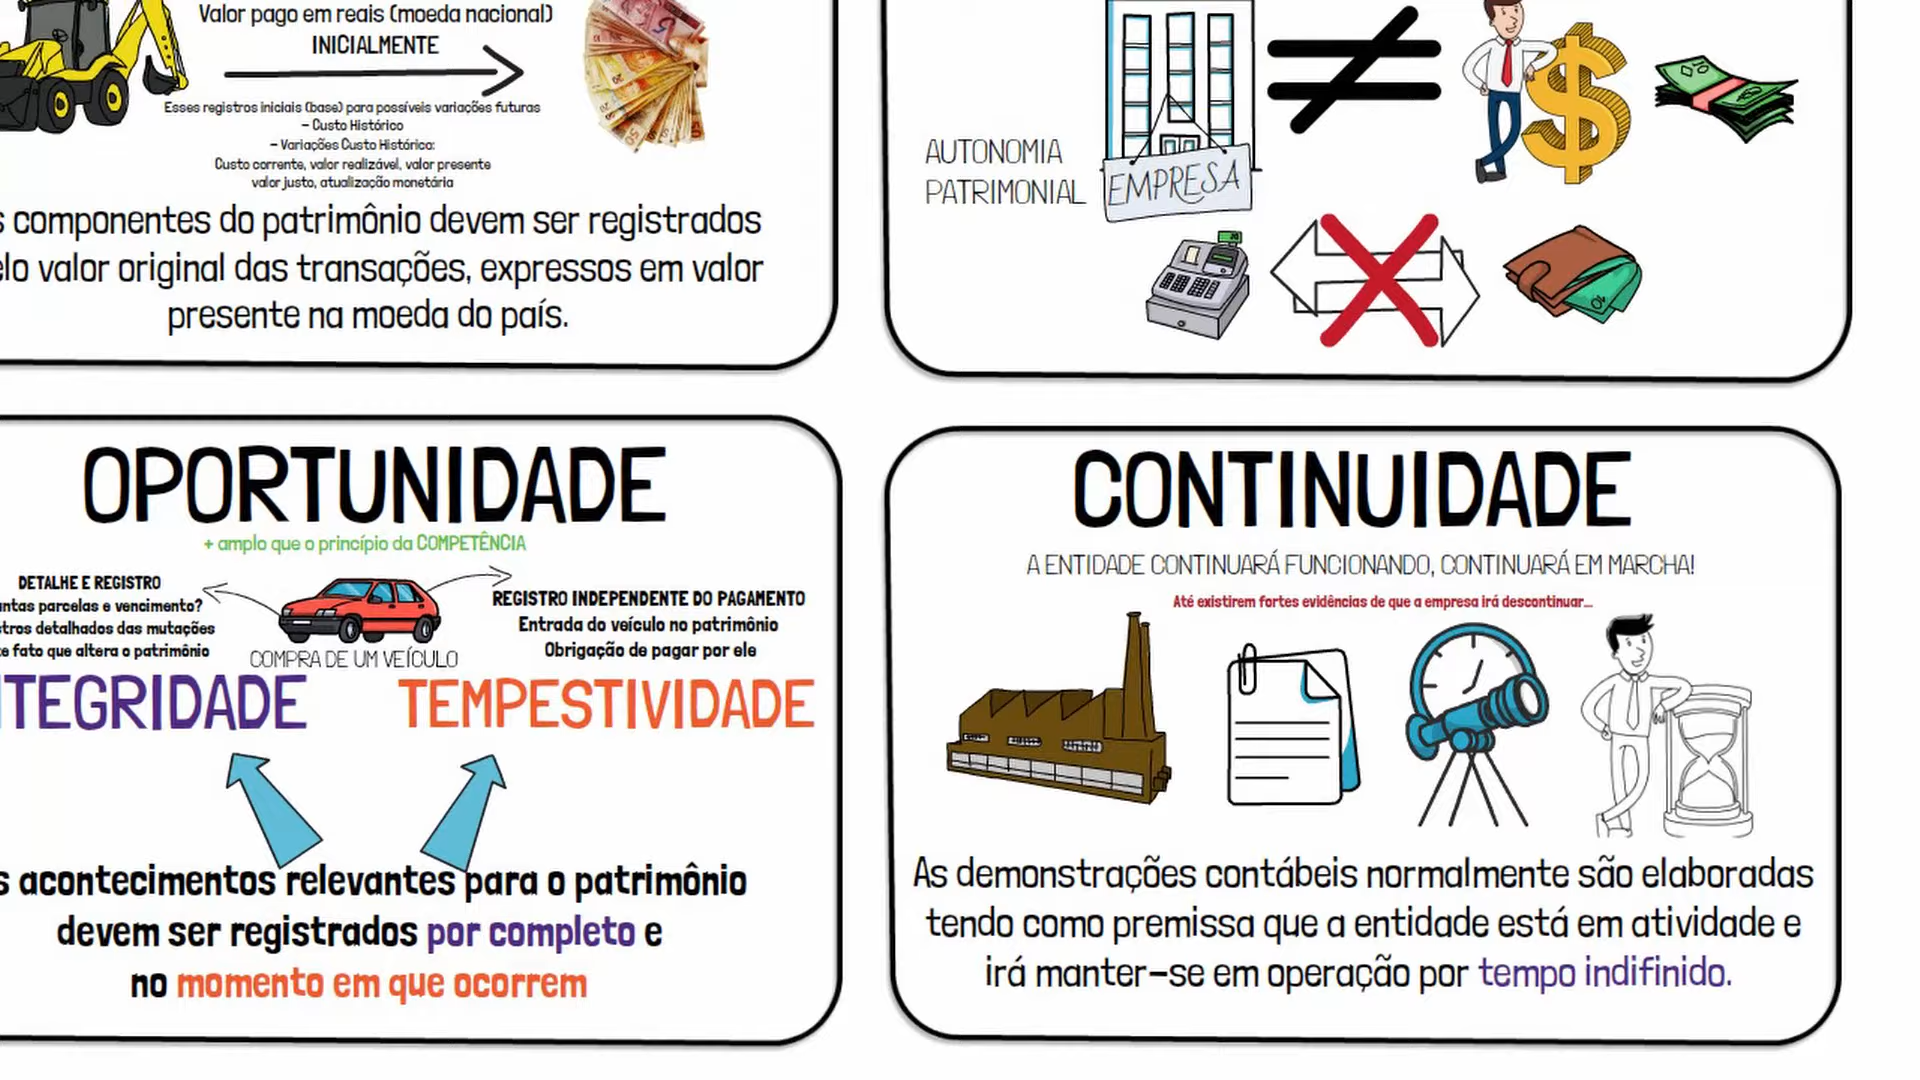 Valor pago em reais (moeda nacional)
INICIALMENTE
Esses registros iniciais (base) para possíveis variações futuras
- Custo Histórico
- Variações Custo Histórico:
Custo corrente, valor realizável, valor presente
valor justo, atualização monetária
componentes do patrimônio devem ser registrados
valor original das transações, expressos em valor
presente na moeda do país.
AUTONOMIA
PATRIMONIAL
EMPRESA
OPORTUNIDADE
+ amplo que o princípio da COMPETÊNCIA
DETALHE E REGISTRO
ntas parcelas e vencimento?
stros detalhados das mutações
e fato que altera o patrimônio
COMPRA DE UM VEÍCULO
REGISTRO INDEPENDENTE DO PAGAMENTO
Entrada do veículo no patrimônio
Obrigação de pagar por ele
NTEGRIDADE
TEMPESTIVIDADE
s acontecimentos relevantes para o patrimônio
devem ser registrados por completo e
no momento em que ocorrem
CONTINUIDADE
A ENTIDADE CONTINUARÁ FUNCIONANDO, CONTINUARÁ EM MARCHA!
Até existirem fortes evidências de que a empresa irá descontinuar...
As demonstrações contábeis normalmente são elaboradas
tendo como premissa que a entidade está em atividade e
irá manter-se em operação por tempo indifinido.